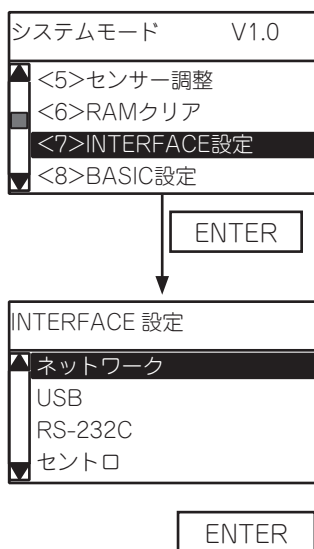 システムモード V1.0
<5>センサー調整
<6>RAMクリア
<7>INTERFACE設定
<8>BASIC設定
ENTER
INTERFACE 設定
ネットワーク
USB
RS-232C
セントロ
ENTER